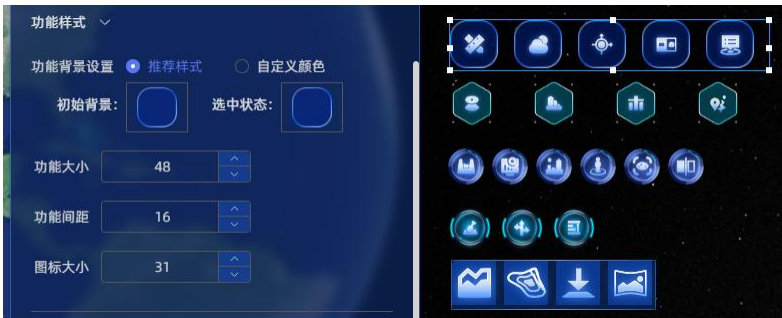 功能样式
功能背景设置 推荐样式 自定义颜色
初始背景： 选中状态：
功能大小 48
功能间距 16
图标大小 31